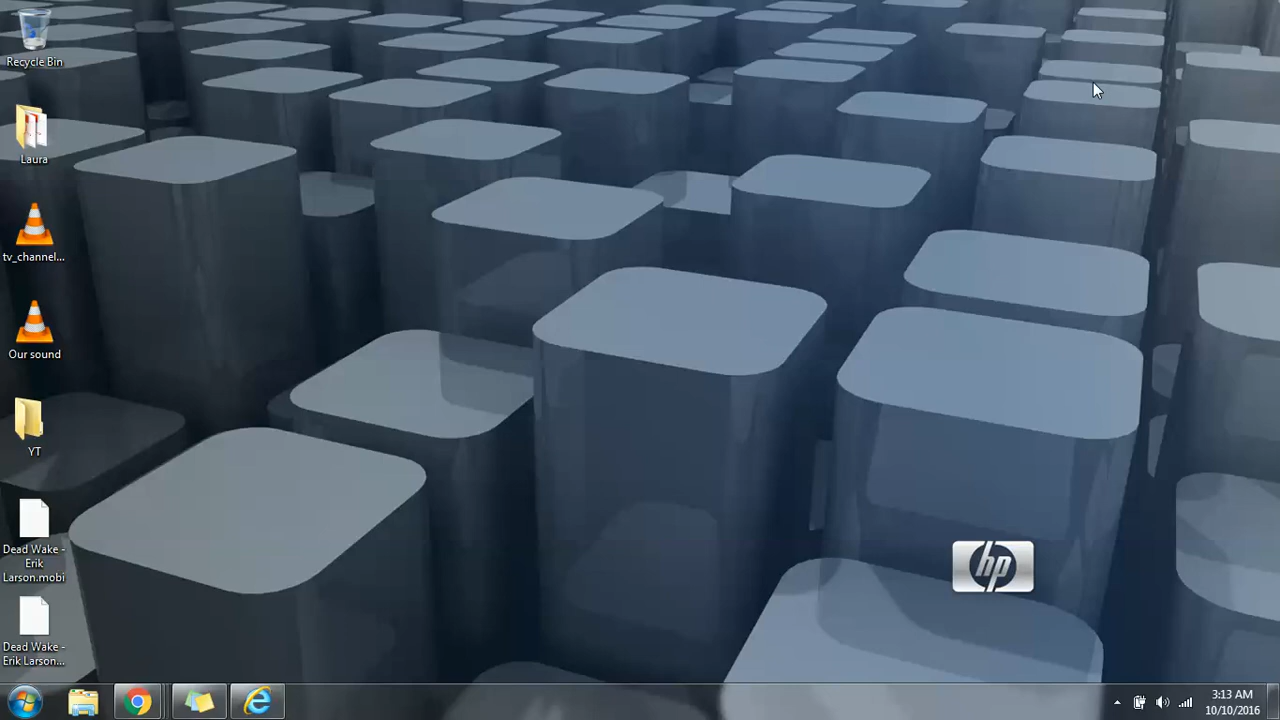 Recycle Bin
Laura
tv_channel...
Our sound
YT
Dead Wake -
Erik
Larson.mobi
Dead Wake -
Erik Larson...
hp
3:13 AM
10/10/2016